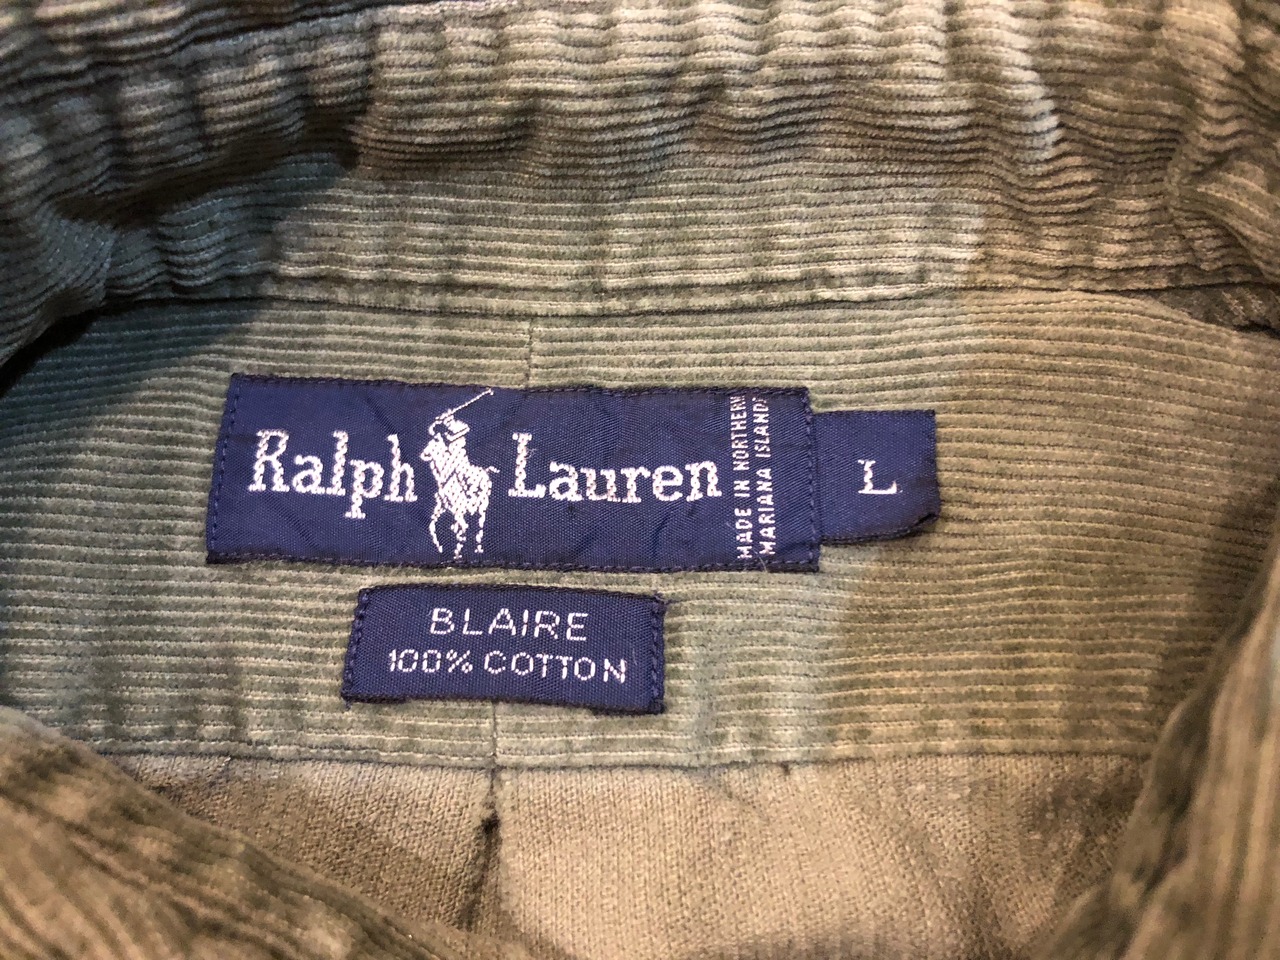 Ralph Lauren
MADE IN NORTHERN
MARIANA ISLANDS
L
BLAIRE
100% COTTON